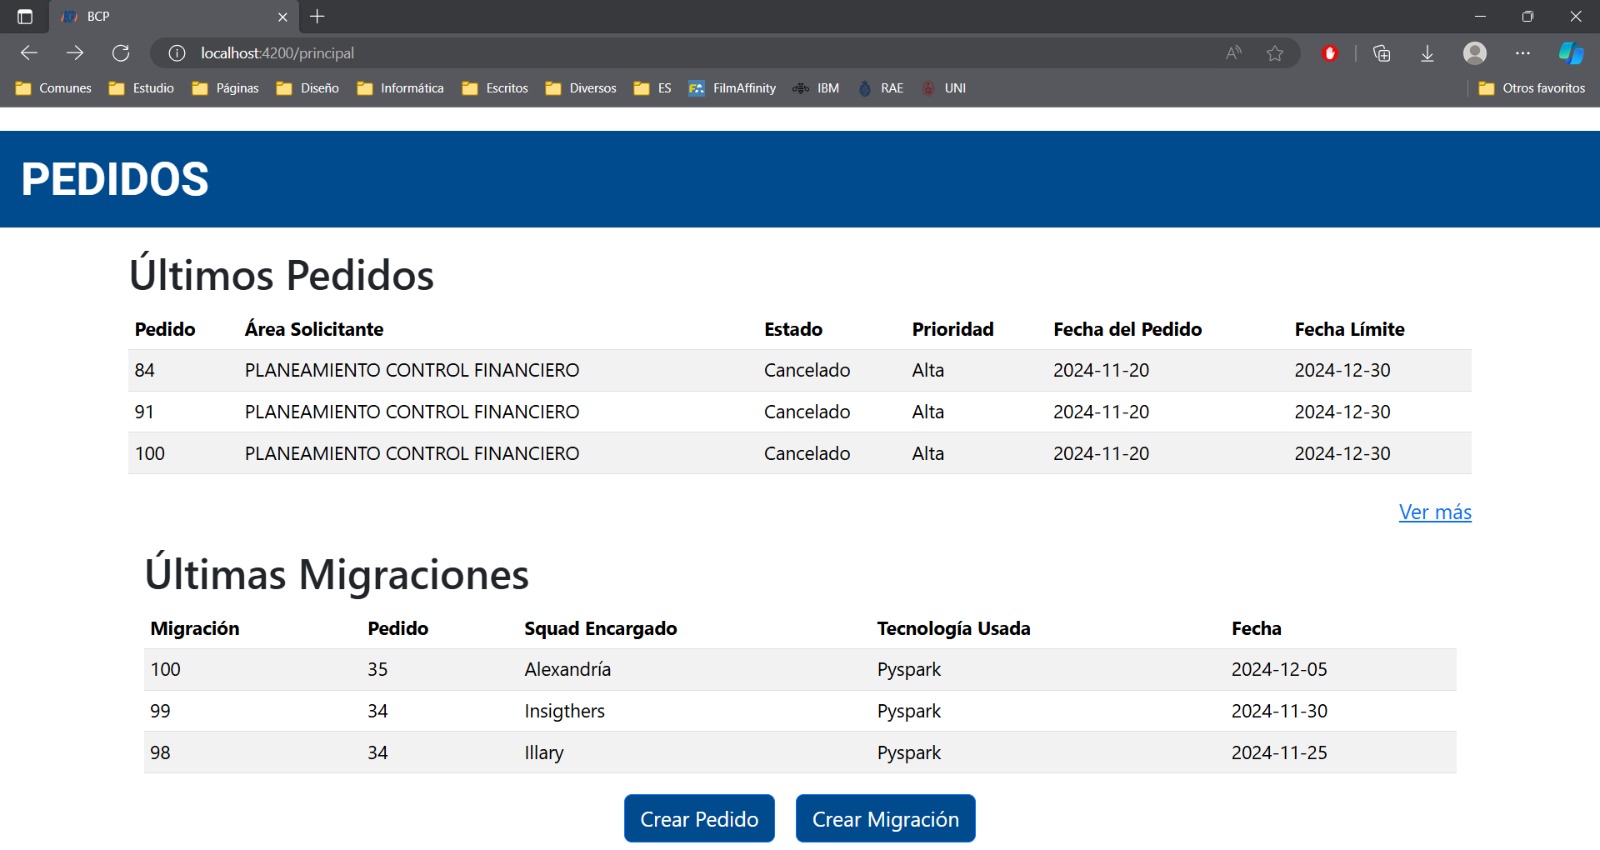 BCP
localhost:4200/principal
Comunes Estudio Páginas Diseño Informática Escritos Diversos ES FilmAffinity IBM RAE UNI Otros favoritos
PEDIDOS
Últimos Pedidos
Pedido Área Solicitante Estado Prioridad Fecha del Pedido Fecha Límite
84 PLANEAMIENTO CONTROL FINANCIERO Cancelado Alta 2024-11-20 2024-12-30
91 PLANEAMIENTO CONTROL FINANCIERO Cancelado Alta 2024-11-20 2024-12-30
100 PLANEAMIENTO CONTROL FINANCIERO Cancelado Alta 2024-11-20 2024-12-30
Ver más
Últimas Migraciones
Migración Pedido Squad Encargado Tecnología Usada Fecha
100 35 Alexandría Pyspark 2024-12-05
99 34 Insigthers Pyspark 2024-11-30
98 34 Illary Pyspark 2024-11-25
Crear Pedido Crear Migración